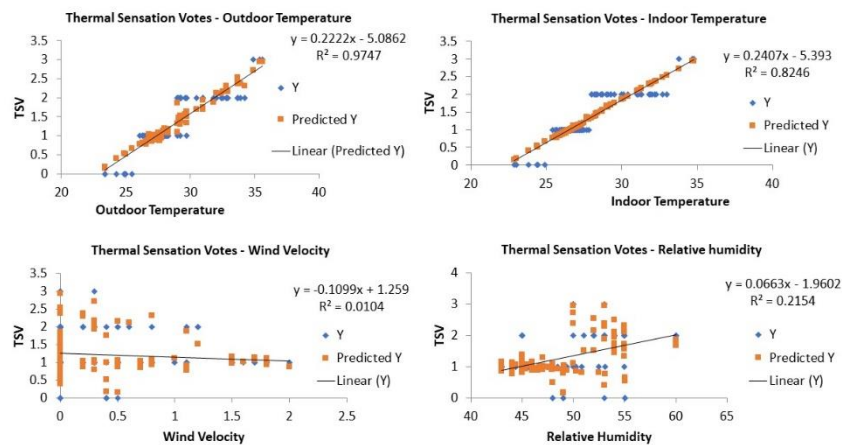 Thermal Sensation Votes - Outdoor Temperature
y = 0.2222x - 5.0862
R² = 0.9747
3.5
3
2.5
2
1.5
1
0.5
0
TSV
Y
Predicted Y
Linear (Predicted Y)
20 25 30 35 40
Outdoor Temperature
Thermal Sensation Votes - Indoor Temperature
y = 0.2407x - 5.393
R² = 0.8246
3.5
3
2.5
2
1.5
1
0.5
0
TSV
Y
Predicted Y
Linear (Y)
20 25 30 35 40
Indoor Temperature
Thermal Sensation Votes - Wind Velocity
y = -0.1099x + 1.259
R² = 0.0104
3.5
3
2.5
2
1.5
1
0.5
0
TSV
Y
Predicted Y
Linear (Y)
0 0.5 1 1.5 2 2.5
Wind Velocity
Thermal Sensation Votes - Relative humidity
y = 0.0663x - 1.9602
R² = 0.2154
4
3
2
1
0
TSV
Y
Predicted Y
Linear (Y)
40 45 50 55 60 65
Relative Humidity